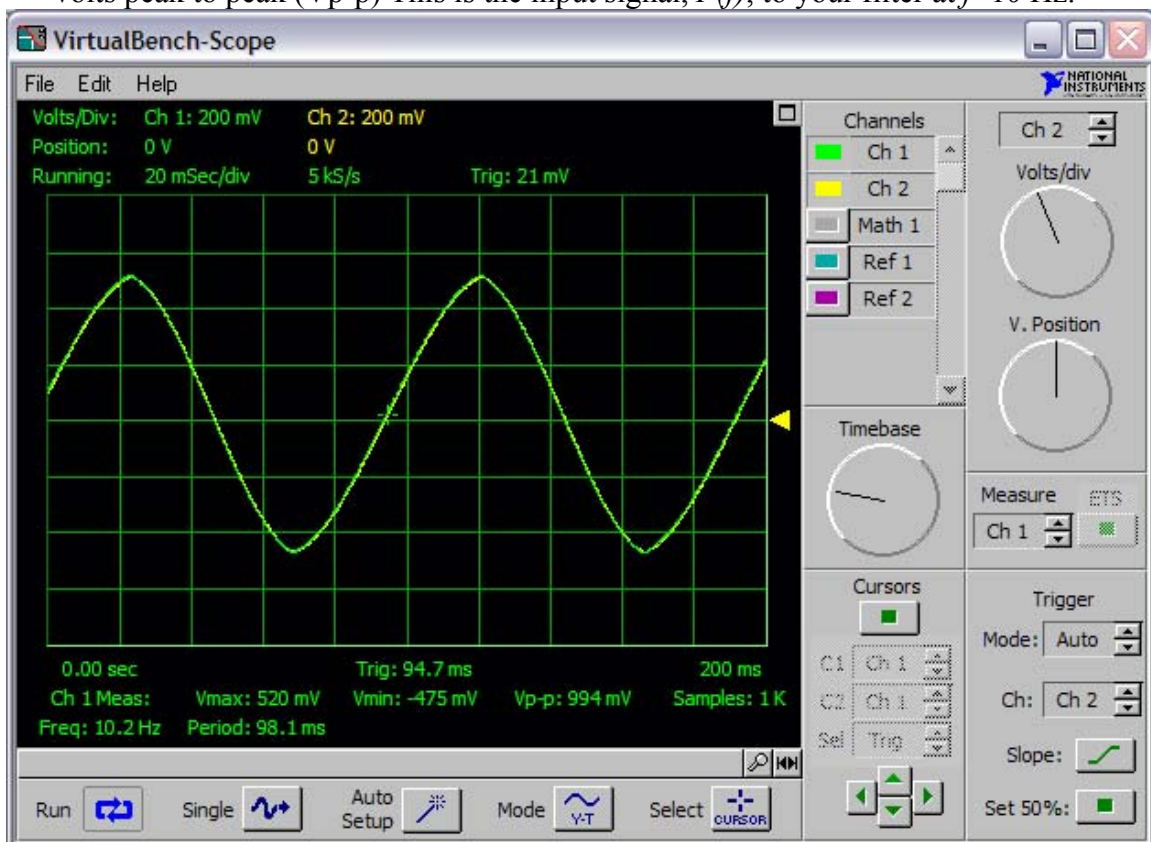 Volts peak to peak (Vp-p) This is the input signal,
to your filter at f=10 Hz.
VirtualBench-Scope
File Edit Help
NATIONAL
INSTRUMENTS
Volts/Div: Ch 1: 200 mV Ch 2: 200 mV
Position: 0 V 0 V
Running: 20 mSec/div 5 kS/s Trig: 21 mV
0.00 sec Trig: 94.7 ms 200 ms
Ch 1 Meas: Vmax: 520 mV Vmin: -475 mV Vp-p: 994 mV Samples: 1 K
Freq: 10.2 Hz Period: 98.1 ms
Channels
Ch 1
Ch 2
Math 1
Ref 1
Ref 2
Ch 2
Volts/div
V. Position
Timebase
Measure ETS
Ch 1
Cursors
C1 Ch 1
C2 Ch 1
Sel Trig
Trigger
Mode: Auto
Ch: Ch 2
Slope:
Set 50%:
Run Single Auto Setup Mode Y-T Select CURSOR